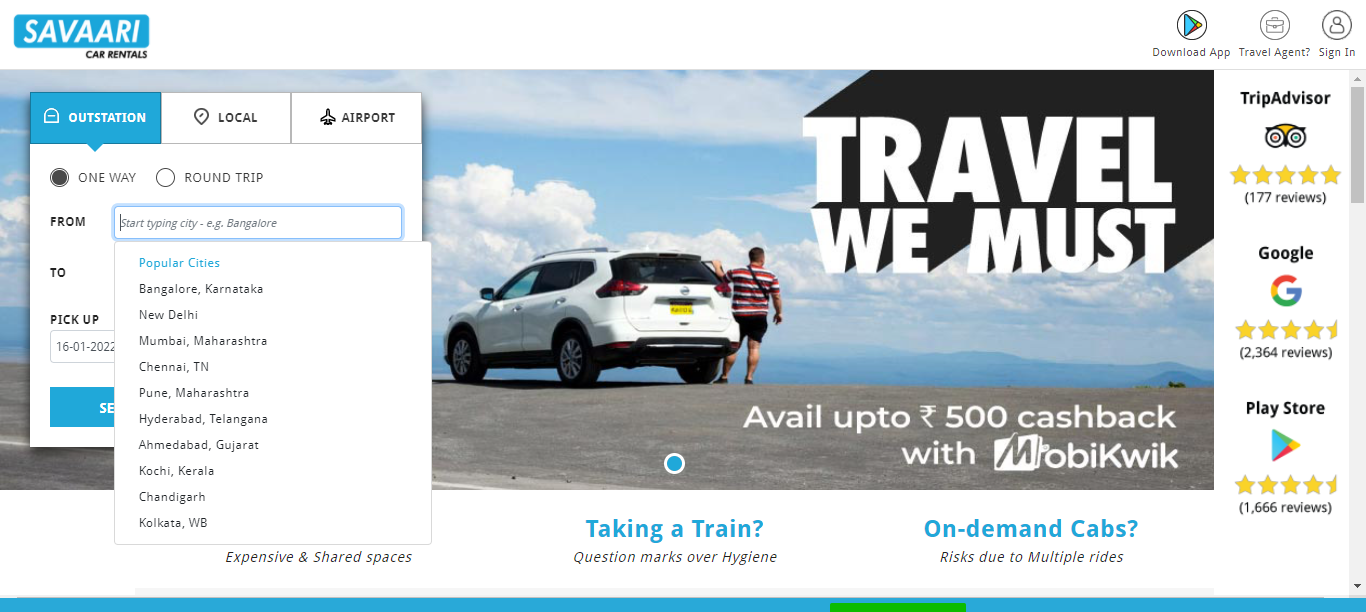 SAVAARI
CAR RENTALS
Download App
Travel Agent?
Sign In
OUTSTATION
LOCAL
AIRPORT
ONE WAY
ROUND TRIP
FROM
Start typing city - e.g. Bangalore
TO
PICK UP
16-01-2022
SE
Popular Cities
Bangalore, Karnataka
New Delhi
Mumbai, Maharashtra
Chennai, TN
Pune, Maharashtra
Hyderabad, Telangana
Ahmedabad, Gujarat
Kochi, Kerala
Chandigarh
Kolkata, WB
TRAVEL
WE MUST
Avail upto ₹ 500 cashback
with MobiKwik
TripAdvisor
(177 reviews)
Google
(2,364 reviews)
Play Store
(1,666 reviews)
Expensive & Shared spaces
Taking a Train?
Question marks over Hygiene
On-demand Cabs?
Risks due to Multiple rides